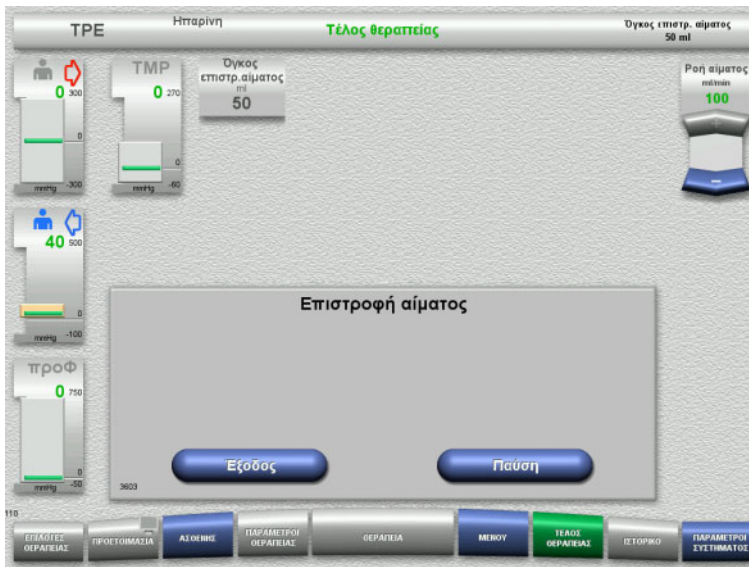 TPE
Ηπαρίνη
Τέλος θεραπείας
Όγκος επιστρ. αίματος
50 ml
0 300
0
mmHg -300
TMP
0 270
0
mmHg -60
Όγκος
επιστρ.αίματος
ml
50
Ροή αίματος
ml/min
100
40 500
0
mmHg -100
προΦ
0 750
0
mmHg -50
Επιστροφή αίματος
Έξοδος
Παύση
3603
110
ΕΠΙΛΟΓΕΣ
ΘΕΡΑΠΕΙΑΣ
ΠΡΟΕΤΟΙΜΑΣΙΑ
ΑΣΘΕΝΗΣ
ΠΑΡΑΜΕΤΡΟΙ
ΘΕΡΑΠΕΙΑΣ
ΘΕΡΑΠΕΙΑ
ΜΕΝΟΥ
ΤΕΛΟΣ
ΘΕΡΑΠΕΙΑΣ
ΙΣΤΟΡΙΚΟ
ΠΑΡΑΜΕΤΡΟΙ
ΣΥΣΤΗΜΑΤΟΣ